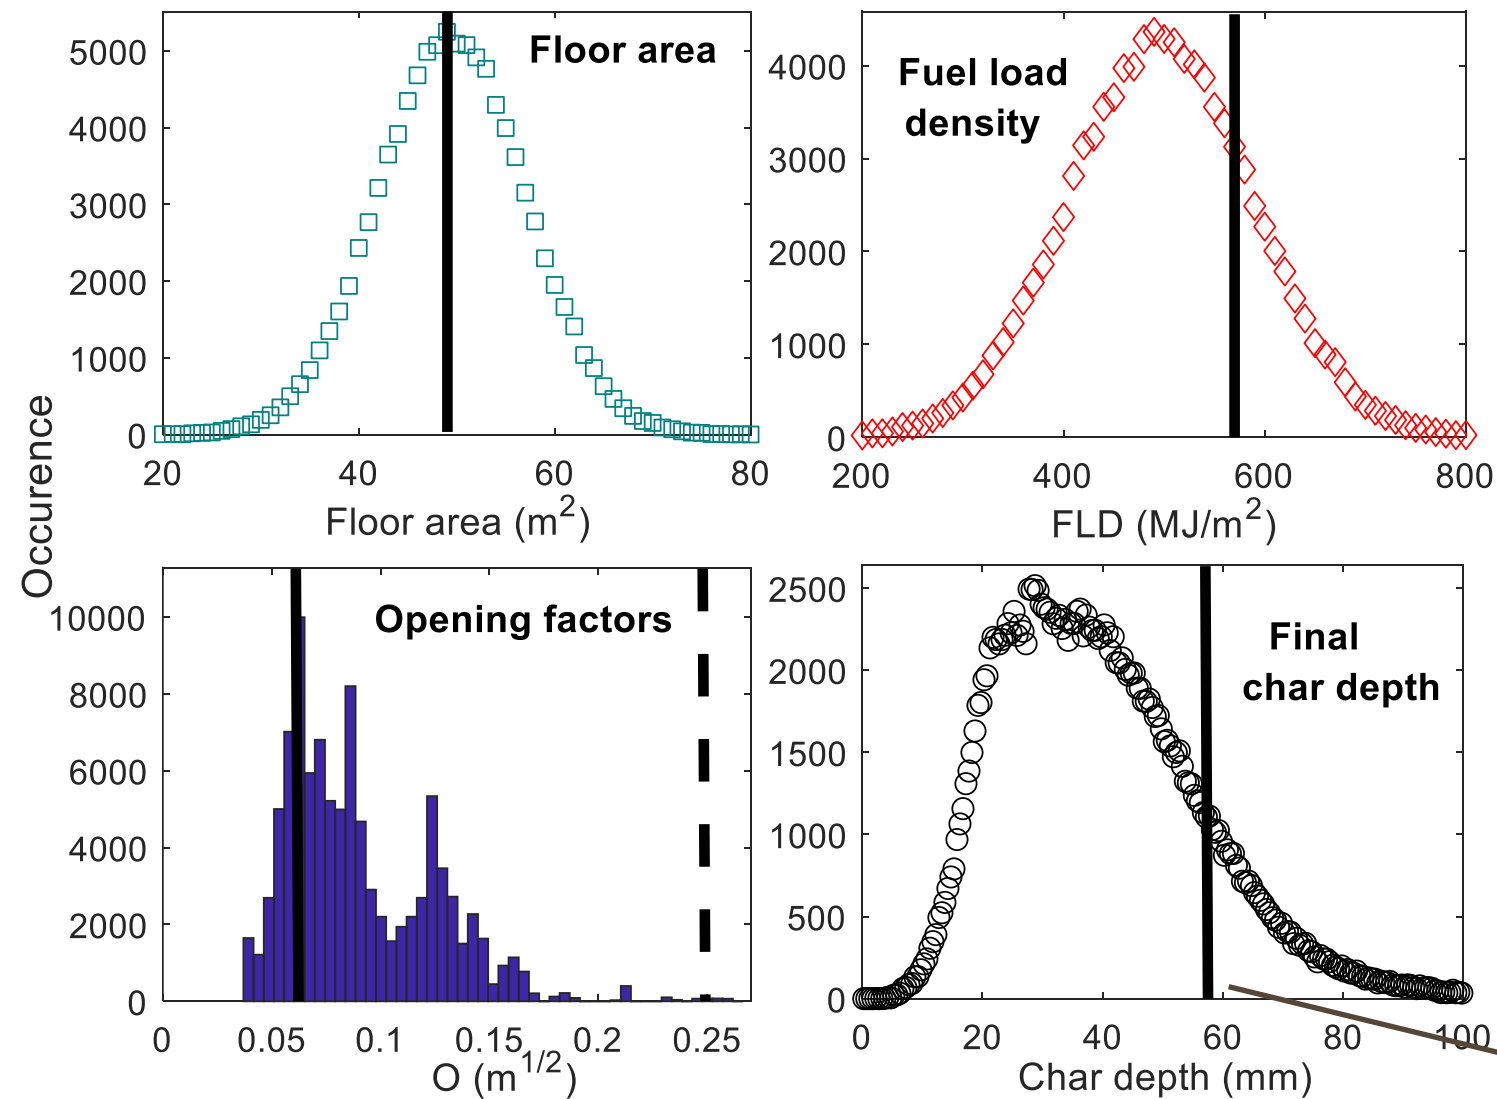 Occurence
5000
4000
3000
2000
1000
0
Floor area
20 40 60 80
Floor area (m2)
4000
3000
2000
1000
0
Fuel load
density
200 400 600 800
FLD (MJ/m2)
10000
8000
6000
4000
2000
0
Opening factors
0 0.05 0.1 0.15 0.2 0.25
O (m1/2)
2500
2000
1500
1000
500
0
Final
char depth
0 20 40 60 80 100
Char depth (mm)